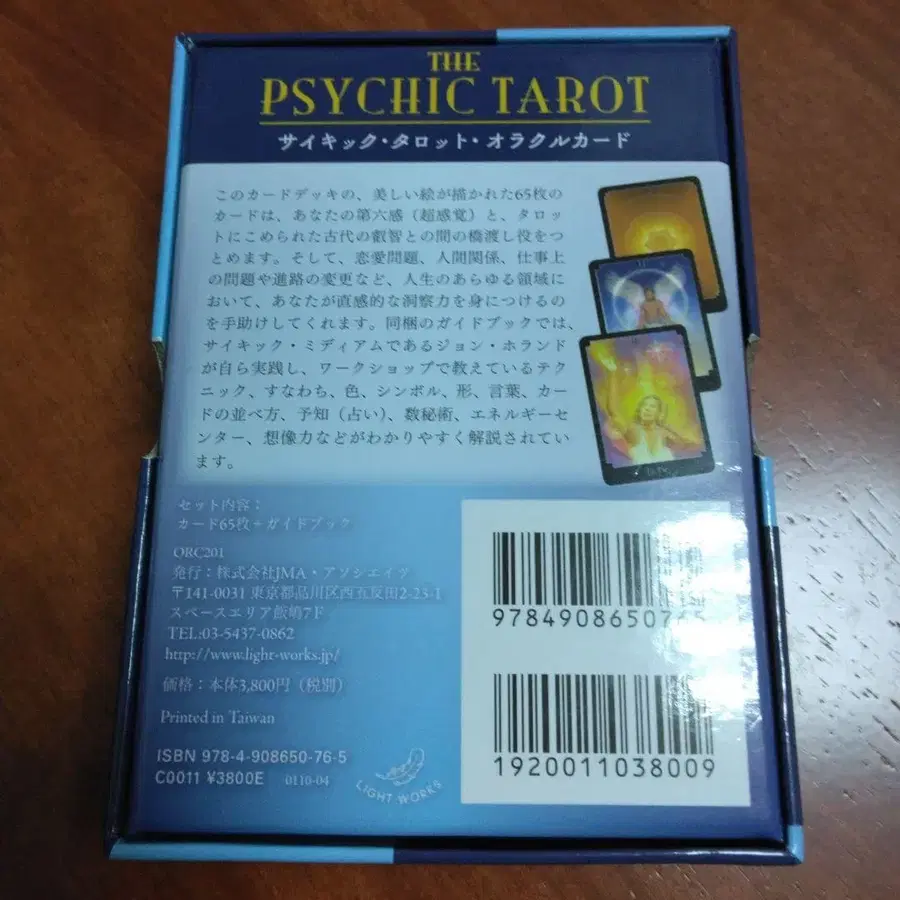 THE
PSYCHIC TAROT
サイキック・タロット・オラクルカード
このカードデッキの、美しい絵が描かれた65枚の
カードは、あなたの第六感（超感覚）と、タロッ
トにこめられた古代の叡智との間の橋渡し役をつ
とめます。そして、恋愛問題、人間関係、仕事上
の問題や進路の変更など、人生のあらゆる領域に
おいて、あなたが直感的な洞察力を身につけるの
を手助けしてくれます。同梱のガイドブックでは、
サイキック・ミディアムであるジョン・ホランド
が自ら実践し、ワークショップで教えているテク
ニック、すなわち、色、シンボル、形、言葉、カー
ドの並べ方、予知（占い）、数秘術、エネルギーセ
ンター、想像力などがわかりやすく解説されてい
ます。
セット内容：
カード65枚＋ガイドブック
ORC201
発行：株式会社JMA・アソシエイツ
〒141-0031 東京都品川区西五反田2-23-1
スペースエリア飯嶋7F
TEL:03-5437-0862
http://www.light-works.jp/
価格：本体3,800円（税別）
Printed in Taiwan
ISBN 978-4-908650-76-5
C0011 ¥3800E 0110-04
LIGHT WORKS
9784908650765
1920011038009